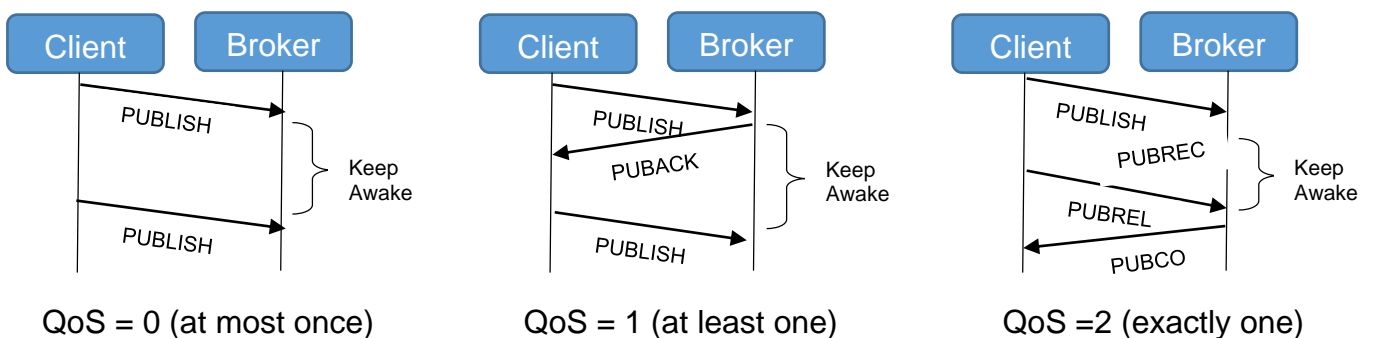 Client
Broker
PUBLISH
Keep
Awake
PUBLISH
QoS = 0 (at most once)
Client
Broker
PUBLISH
PUBACK
Keep
Awake
PUBLISH
QoS = 1 (at least one)
Client
Broker
PUBLISH
PUBREC
Keep
Awake
PUBREL
PUBCO
QoS =2 (exactly one)